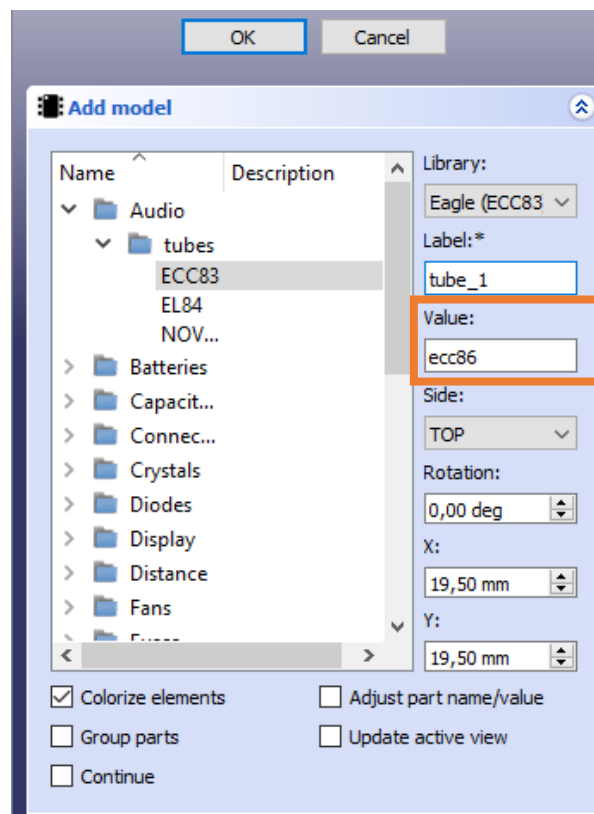 OK Cancel
Add model
Name Description
Audio
tubes
ECC83
EL84
NOV...
Batteries
Capacit...
Connec...
Crystals
Diodes
Display
Distance
Fans
Library:
Eagle (ECC83
Label:*
tube_1
Value:
ecc86
Side:
TOP
Rotation:
0,00 deg
X:
19,50 mm
Y:
19,50 mm
Colorize elements Adjust part name/value
Group parts Update active view
Continue